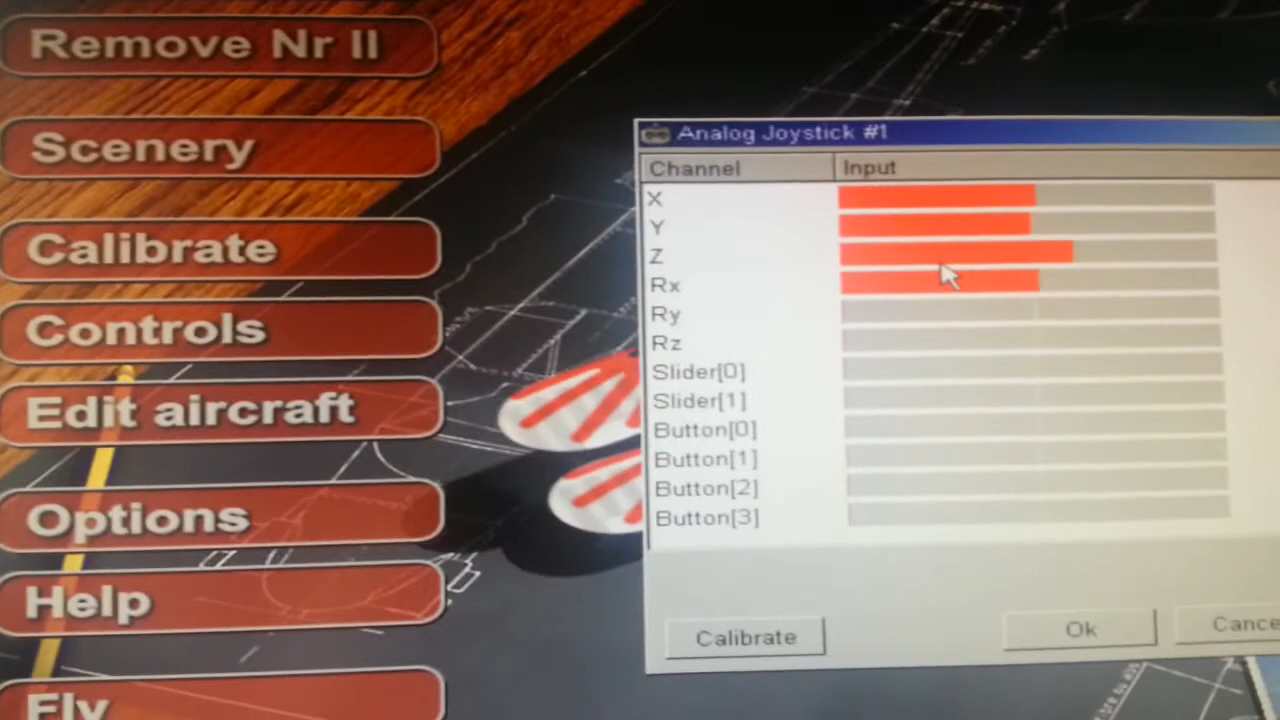 Remove Nr II
Scenery
Calibrate
Controls
Edit aircraft
Options
Help
Fly
Analog Joystick #1
Channel Input
X
Y
Z
Rx
Ry
Rz
Slider[0]
Slider[1]
Button[0]
Button[1]
Button[2]
Button[3]
Calibrate Ok Cance